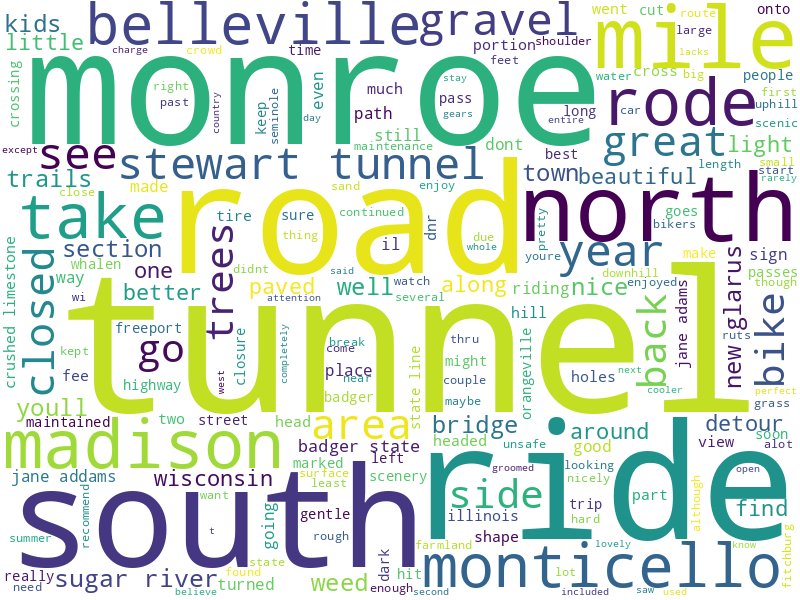 kids
belleville
gravel
went
cut
route
onto
little
charge
crowd
time
portion
shoulder
feet
mile
large
lacks
crossing
monroe
right
past
country
keep
seminole
day
even
much
path
pass
stay
gears
long
rode
water
cross
big
people
first
uphill
car
entire
scenic
except
see
stewart tunnel
still
maintenance
dont
best
great
light
town
beautiful
length
small
start
rarely
trails
close
made
sand
enjoy
take
road
north
tire
sure
continued
thing
il
dnr
due
whole
youre
pretty
goes
bikers
year
make
sign
closed
section
trees
didnt
said
watch
attention
several
along
riding
nice
downhill
enjoyed
passes
though
crushed limestone
way
whalen
one
better
paved
well
hill
back
new glarus
jane adams
bike
ruts
wi
kept
freeport
go
closure
completely
break
thru
tunnel
orangeville
fee
highway
west
come
place
near
might
couple
maybe
holes
next
cooler
perfect
grass
youll
badger
state line
maintained
two
street
head
area
bridge
around
detour
soon
madison
badger state
headed
unsafe
good
view
alot
jane addams
wisconsin
marked
left
groomed
looking
open
surface
scenery
nicely
ride
recommend
want
least
south
side
trip
part
find
summer
going
gentle
illinois
shape
hard
although
t
rough
farmland
lovely
know
fitchburg
really
sugar river
state
found
weed
dark
hit
monticello
need
turned
enough
lot
believe
second
included
saw
used